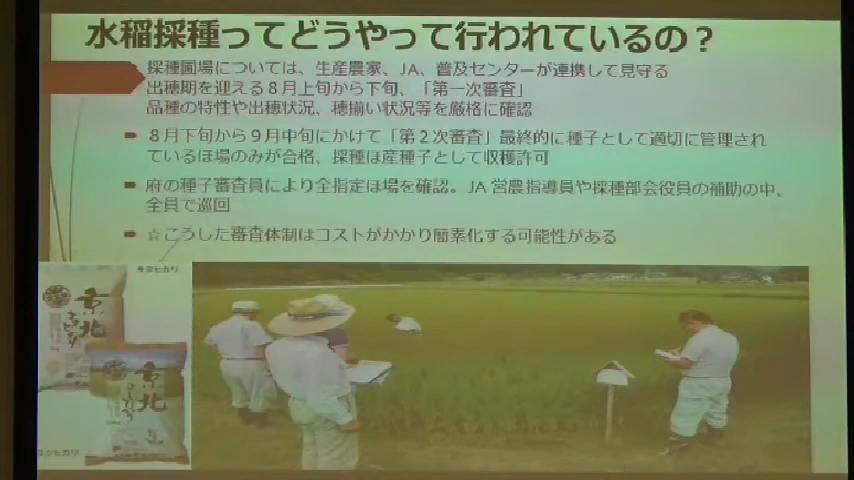 水稲採種ってどうやって行われているの？
採種圃場については、生産農家、JA、普及センターが連携して見守る
出穂期を迎える８月上旬から下旬、「第一次審査」
品種の特性や出穂状況、穂揃い状況等を厳格に確認
８月下旬から９月中旬にかけて「第２次審査」最終的に種子として適切に管理され
ているほ場のみが合格、採種は産種子として収穫許可
府の種子審査員により全指定ほ場を確認。JA営農指導員や採種部会役員の補助の中、
全員で巡回
☆こうした審査体制はコストがかかり簡素化する可能性がある
京北
京北